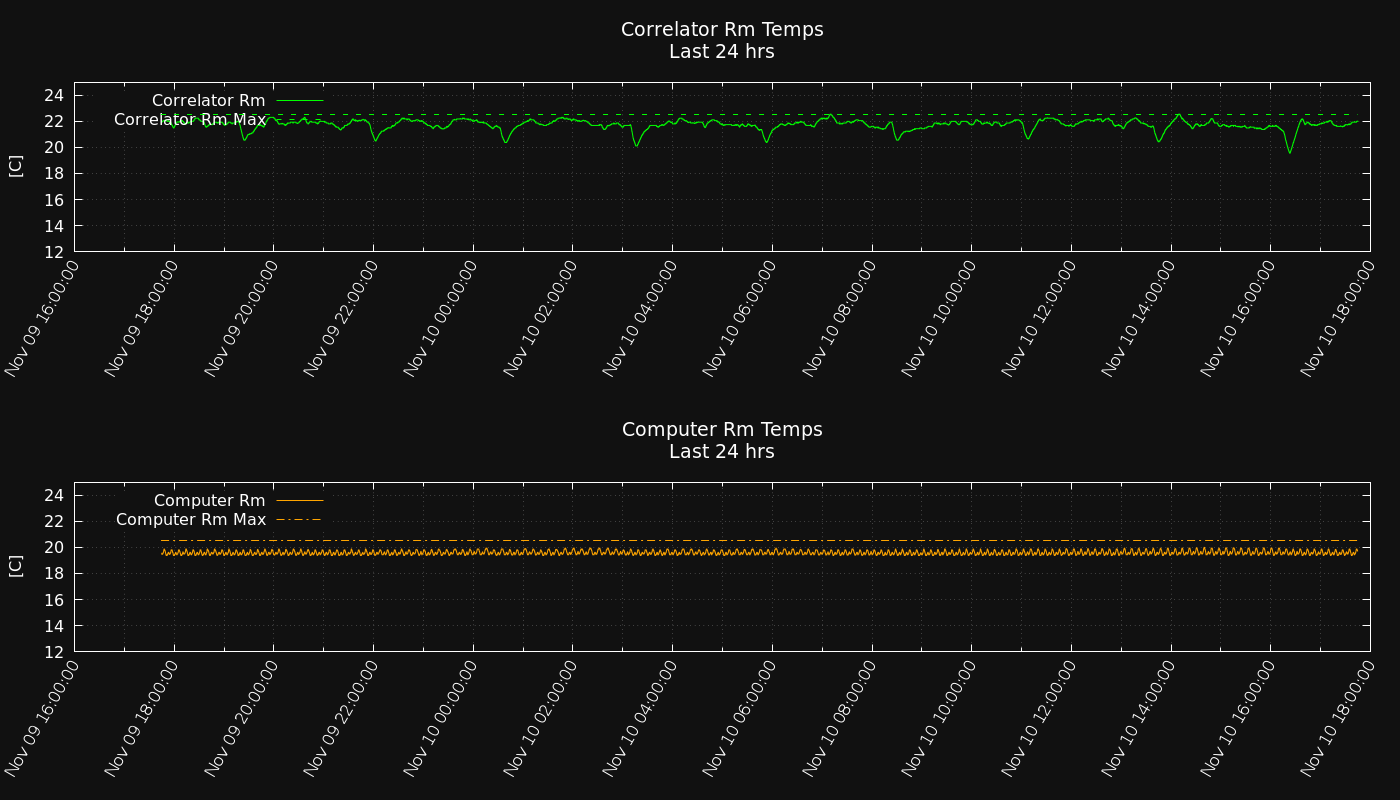 Correlator Rm Temps
Last 24 hrs
Correlator Rm
Correlator Rm Max
[C]
24
22
20
18
16
14
12
Nov 09 16:00:00
Nov 09 18:00:00
Nov 09 20:00:00
Nov 09 22:00:00
Nov 10 00:00:00
Nov 10 02:00:00
Nov 10 04:00:00
Nov 10 06:00:00
Nov 10 08:00:00
Nov 10 10:00:00
Nov 10 12:00:00
Nov 10 14:00:00
Nov 10 16:00:00
Nov 10 18:00:00
Computer Rm Temps
Last 24 hrs
Computer Rm
Computer Rm Max
[C]
24
22
20
18
16
14
12
Nov 09 16:00:00
Nov 09 18:00:00
Nov 09 20:00:00
Nov 09 22:00:00
Nov 10 00:00:00
Nov 10 02:00:00
Nov 10 04:00:00
Nov 10 06:00:00
Nov 10 08:00:00
Nov 10 10:00:00
Nov 10 12:00:00
Nov 10 14:00:00
Nov 10 16:00:00
Nov 10 18:00:00